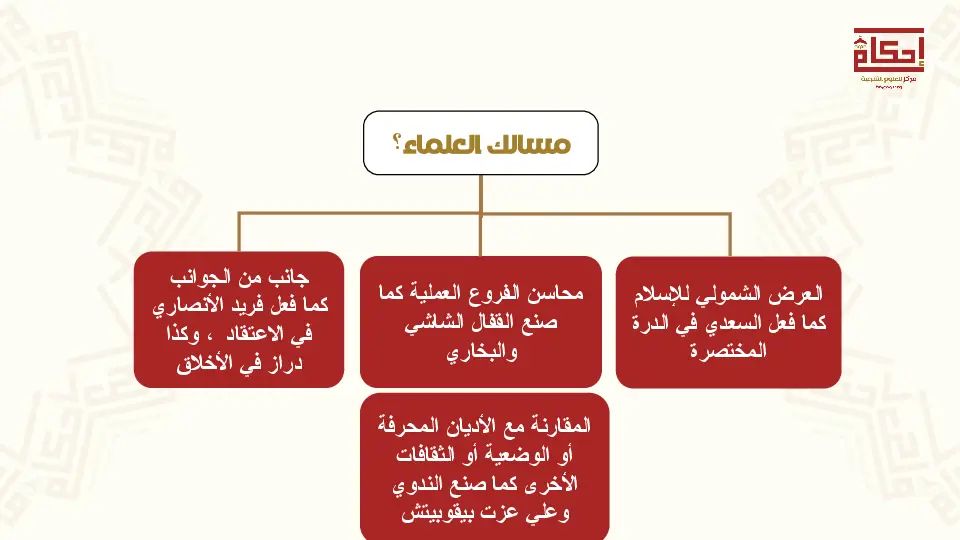 إحكام
مركز للعلوم الشرعية
مسالك العلماء؟
العرض الشمولي للإسلام
كما فعل السعدي في الدرة
المختصرة
محاسن الفروع العملية كما
صنع القفال الشاشي
والبخاري
جانب من الجوانب
كما فعل فريد الأنصاري
في الاعتقاد ، وكذا
دراز في الأخلاق
المقارنة مع الأديان المحرفة
أو الوضعية أو الثقافات
الأخرى كما صنع الندوي
وعلي عزت بيقوبيتش